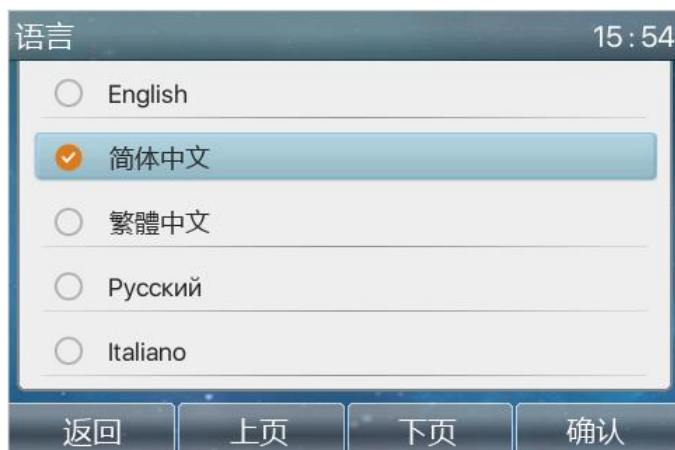 语言 15:54
English
简体中文
繁體中文
Русский
Italiano
返回 上页 下页 确认